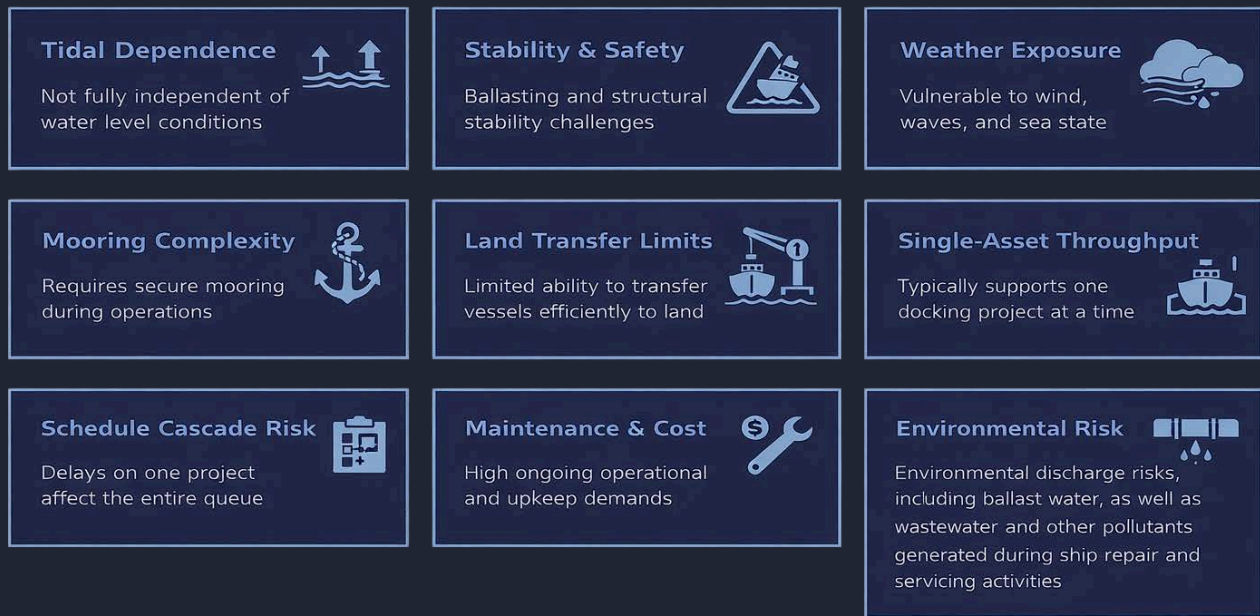 Tidal Dependence
Not fully independent of
water level conditions
Stability & Safety
Ballasting and structural
stability challenges
Weather Exposure
Vulnerable to wind,
waves, and sea state
Mooring Complexity
Requires secure mooring
during operations
Land Transfer Limits
1
Limited ability to transfer
vessels efficiently to land
Single-Asset Throughput
Typically supports one
docking project at a time
Schedule Cascade Risk
Delays on one project
affect the entire queue
Maintenance & Cost
$
High ongoing operational
and upkeep demands
Environmental Risk
Environmental discharge risks,
including ballast water, as well as
wastewater and other pollutants
generated during ship repair and
servicing activities